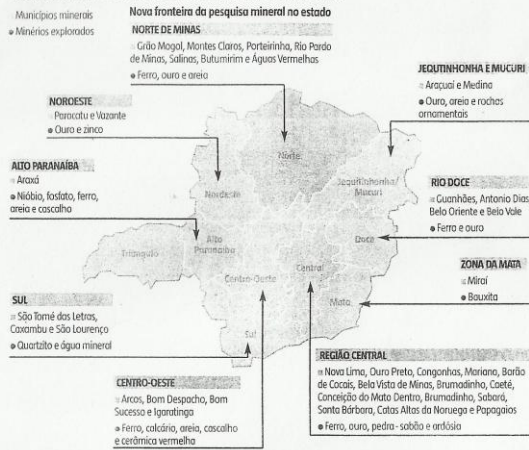 Municípios minerais
Minérios explorados
Nova fronteira da pesquisa mineral no estado
NORTE DE MINAS
Grão Mogol, Montes Claros, Porteirinha, Rio Pardo
de Minas, Salinas, Butumirim e Águas Vermelhas
Ferro, ouro e areia
JEQUTINHONHA E MUCURI
Araçuaí e Medina
Ouro, areia e rochas
ornamentais
NOROESTE
Paracatu e Vazante
Ouro e zinco
ALTO PARANAÍBA
Araxá
Nióbio, fosfato, ferro,
areia e cascalho
RIO DOCE
Guanhães, Antonio Dias
Belo Oriente e Belo Vale
Ferro e ouro
ZONA DA MATA
Miraí
Bauxita
SUL
São Tomé das Letras,
Caxambu e São Lourenço
Quartzito e água mineral
CENTRO-OESTE
Arcos, Bom Despacho, Bom
Sucesso e Igaratinga
Ferro, calcário, areia, cascalho
e cerâmica vermelha
REGIÃO CENTRAL
Nova Lima, Ouro Preto, Congonhas, Mariana, Barão
de Cocais, Bela Vista de Minas, Brumadinho, Caeté,
Conceição do Mato Dentro, Brumadinho, Sabará,
Santa Bárbara, Catas Altas da Noruega e Papagaios
Ferro, ouro, pedra-sabão e ardósia
Norte
Jequitinhonha/
Mucuri
Noroeste
Alto
Paranaíba
Triângulo
Doce
Central
Centro-Oeste
Mata
Sul